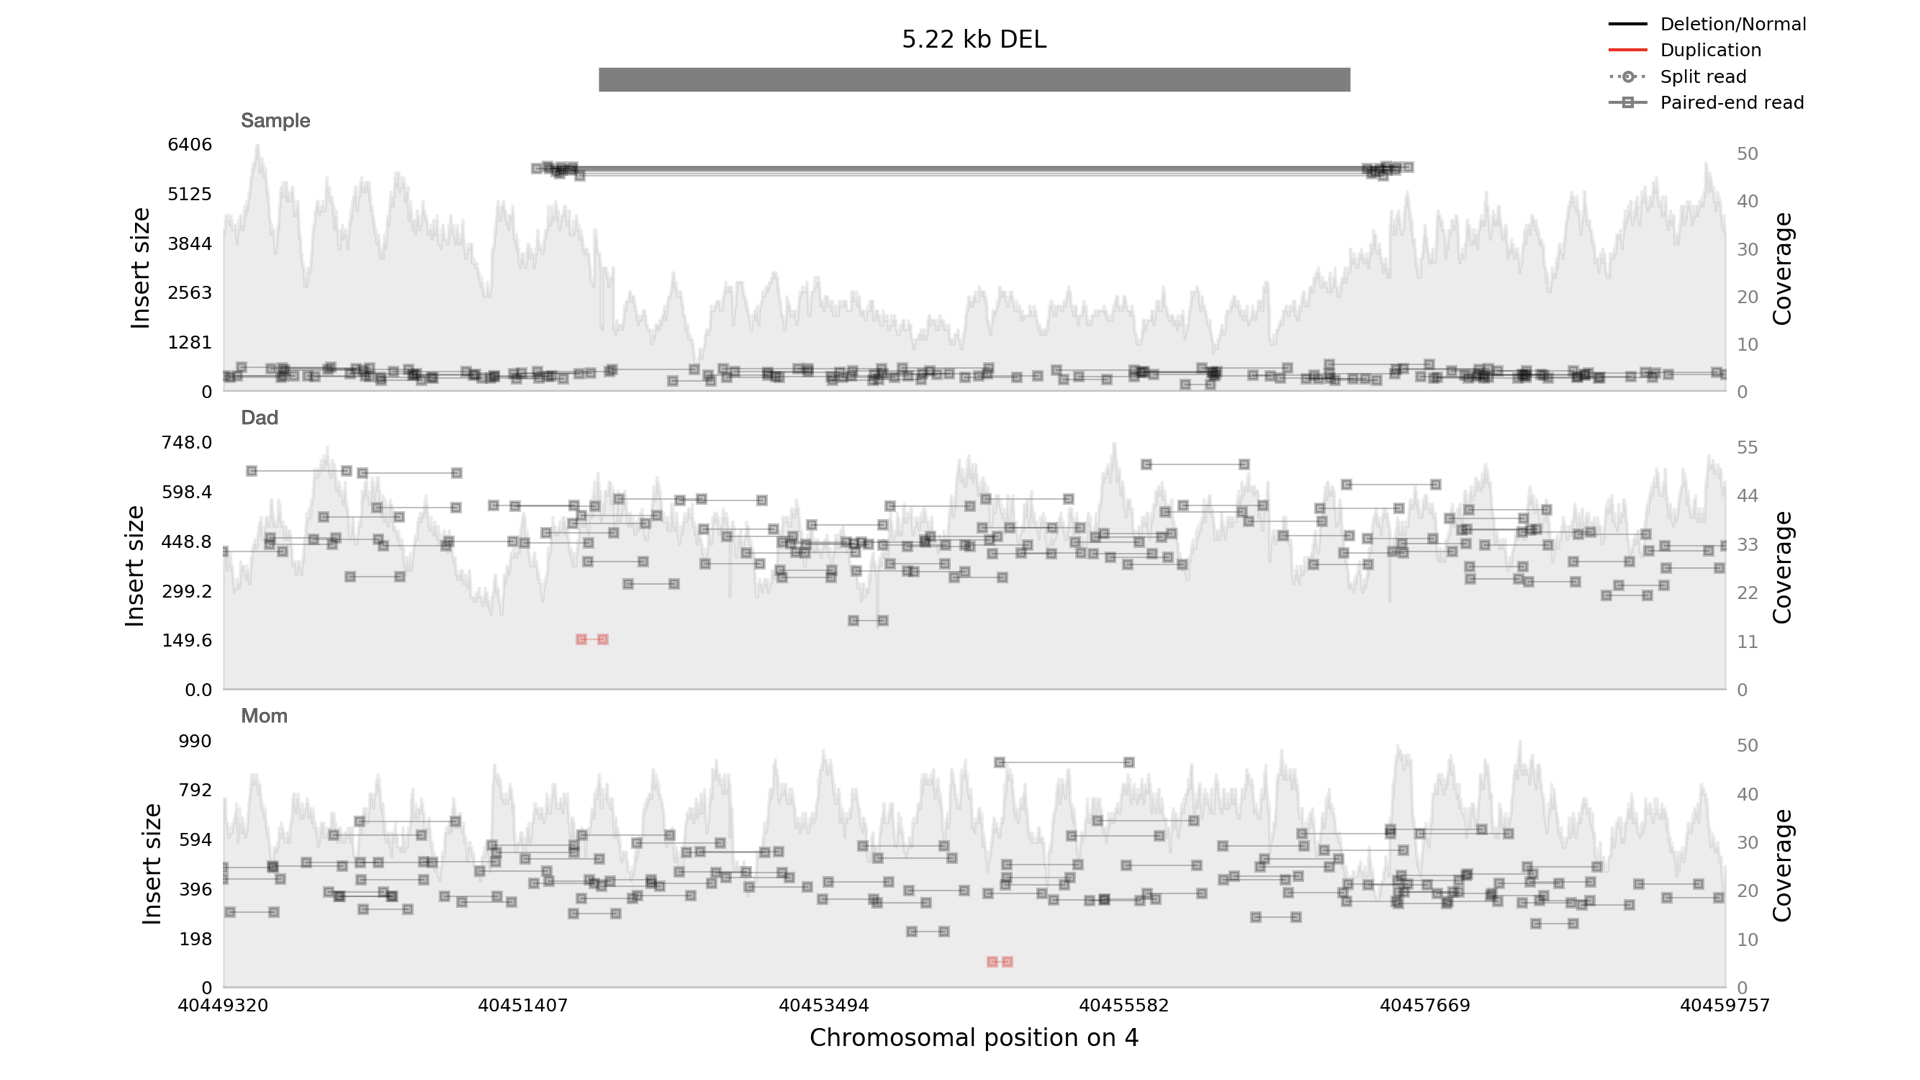 5.22 kb DEL
Deletion/Normal
Duplication
Split read
Paired-end read
Sample
6406
5125
3844
2563
1281
0
Insert size
50
40
30
20
10
0
Coverage
Dad
748.0
598.4
448.8
299.2
149.6
0.0
Insert size
55
44
33
22
11
0
Coverage
Mom
990
792
594
396
198
0
Insert size
50
40
30
20
10
0
Coverage
40449320 40451407 40453494 40455582 40457669 40459757
Chromosomal position on 4